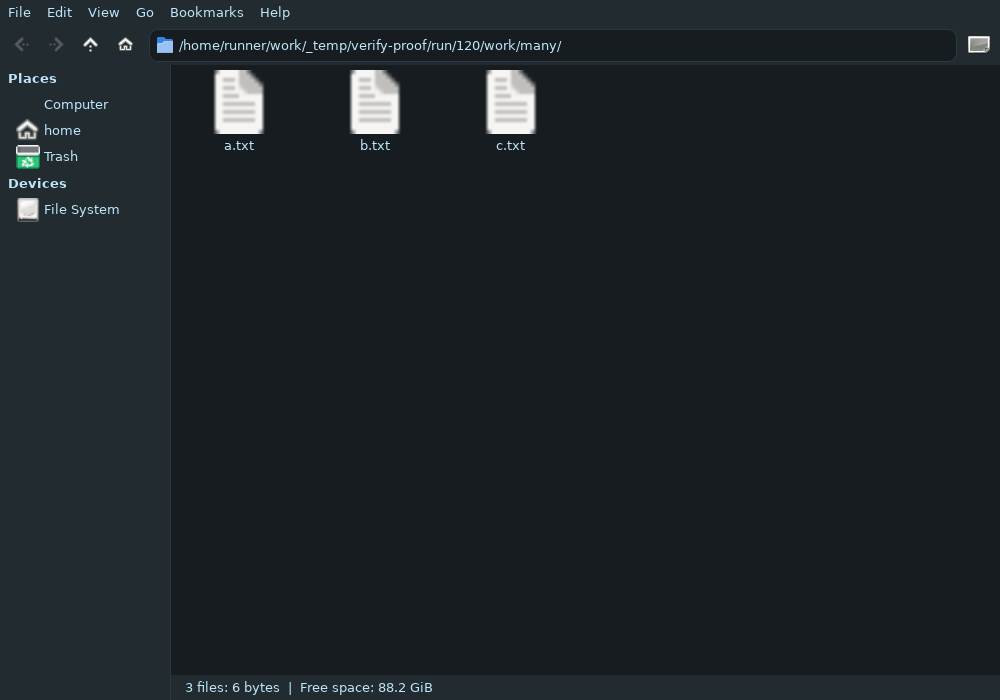 File Edit View Go Bookmarks Help
/home/runner/work/_temp/verify-proof/run/120/work/many/
Places
Computer
home
Trash
Devices
File System
a.txt b.txt c.txt
3 files: 6 bytes | Free space: 88.2 GiB